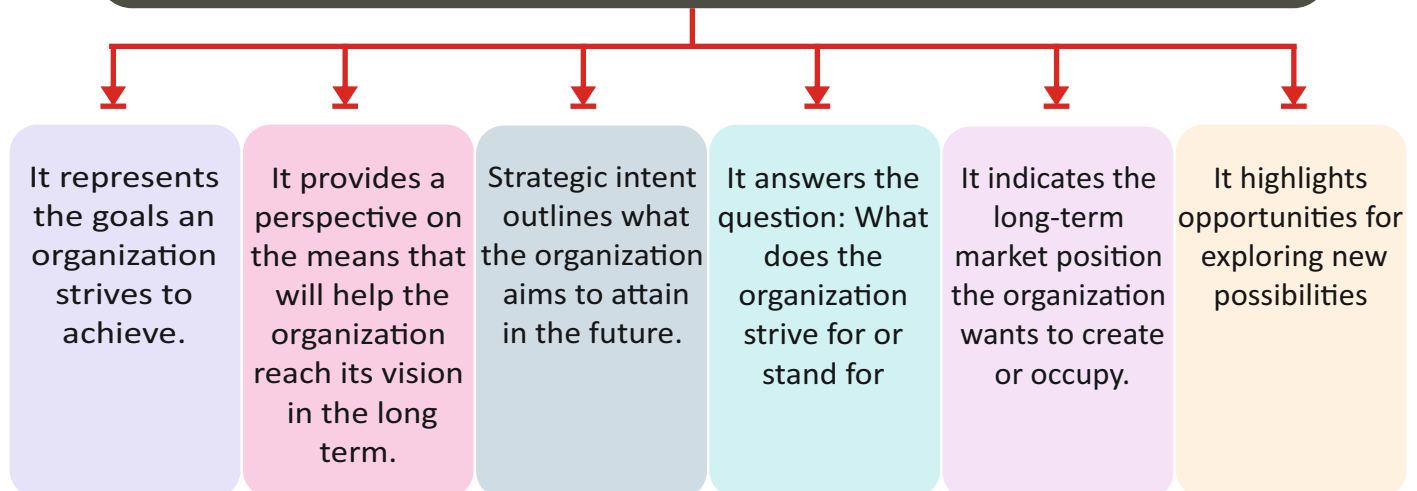 It represents
the goals an
organization
strives to
achieve.
It provides a
perspective on
the means that
will help the
organization
reach its vision
in the long
term.
Strategic intent
outlines what
the organization
aims to attain
in the future.
It answers the
question: What
does the
organization
strive for or
stand for
It indicates the
long-term
market position
the organization
wants to create
or occupy.
It highlights
opportunities for
exploring new
possibilities